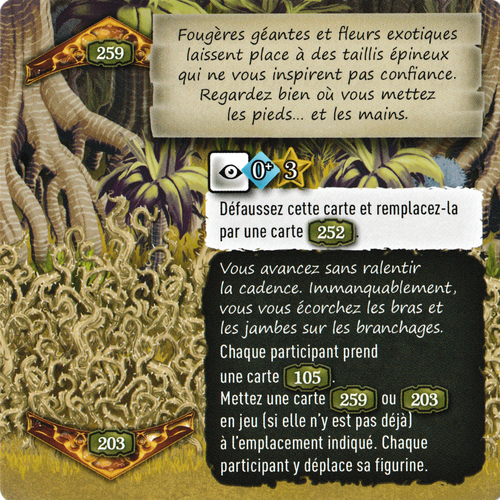 259
Fougères géantes et fleurs exotiques
laissent place à des taillis épineux
qui ne vous inspirent pas confiance.
Regardez bien où vous mettez
les pieds... et les mains.
0+ 3
Défaussez cette carte et remplacez-la
par une carte 252.
Vous avancez sans ralentir
la cadence. Immanquablement,
vous vous écorchez les bras et
les jambes sur les branchages.
Chaque participant prend
une carte 105.
Mettez une carte 259 ou 203
en jeu (si elle n'y est pas déjà)
à l'emplacement indiqué. Chaque
participant y déplace sa figurine.
203